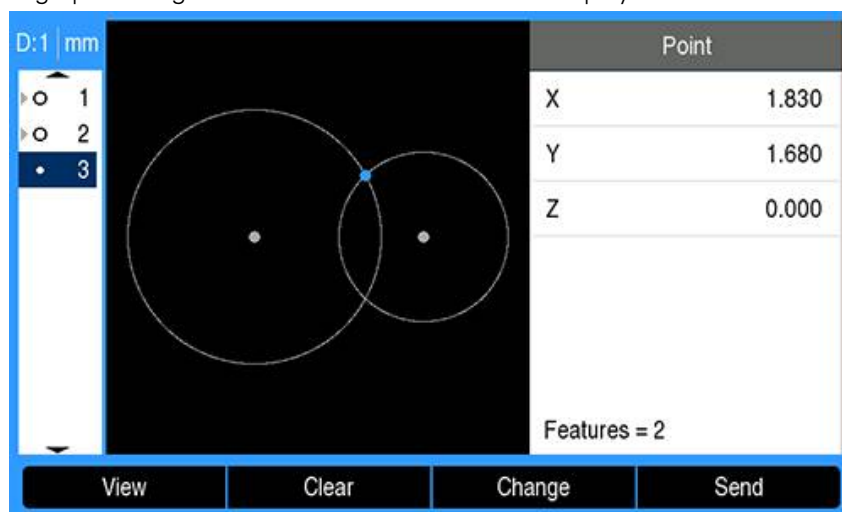 D:1 mm
Point
1
2
3
X 1.830
Y 1.680
Z 0.000
Features = 2
View Clear Change Send